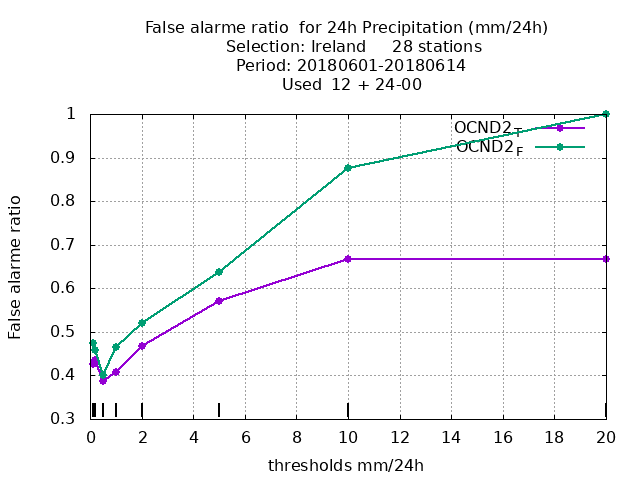 False alarme ratio  for 24h Precipitation (mm/24h)
Selection: Ireland     28 stations
Period: 20180601-20180614
Used  12 + 24-00
OCND2_T
OCND2_F
1
0.9
0.8
0.7
0.6
0.5
0.4
0.3
False alarme ratio
0 2 4 6 8 10 12 14 16 18 20
thresholds mm/24h